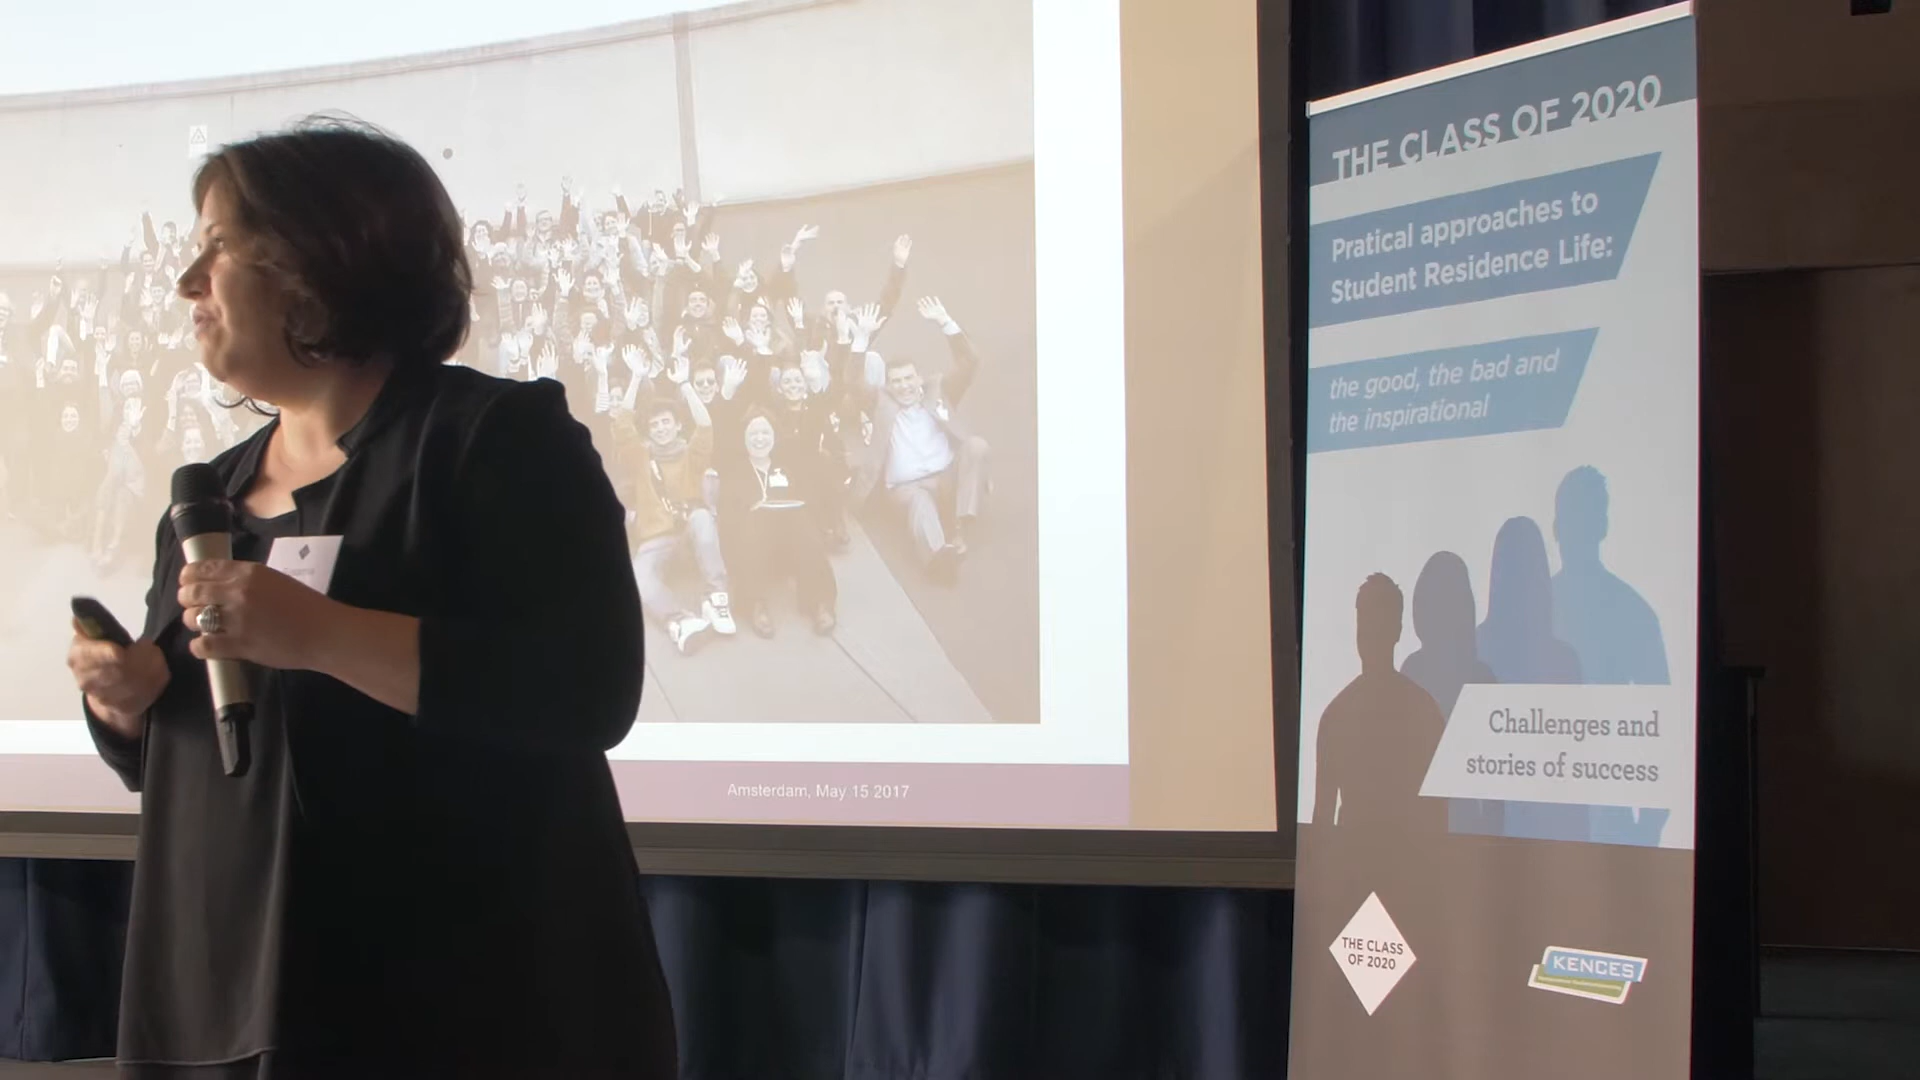 THE CLASS OF 2020
Pratical approaches to
Student Residence Life:
the good, the bad and
the inspirational
Challenges and
stories of success
Amsterdam, May 15 2017
THE CLASS
OF 2020
KENCES